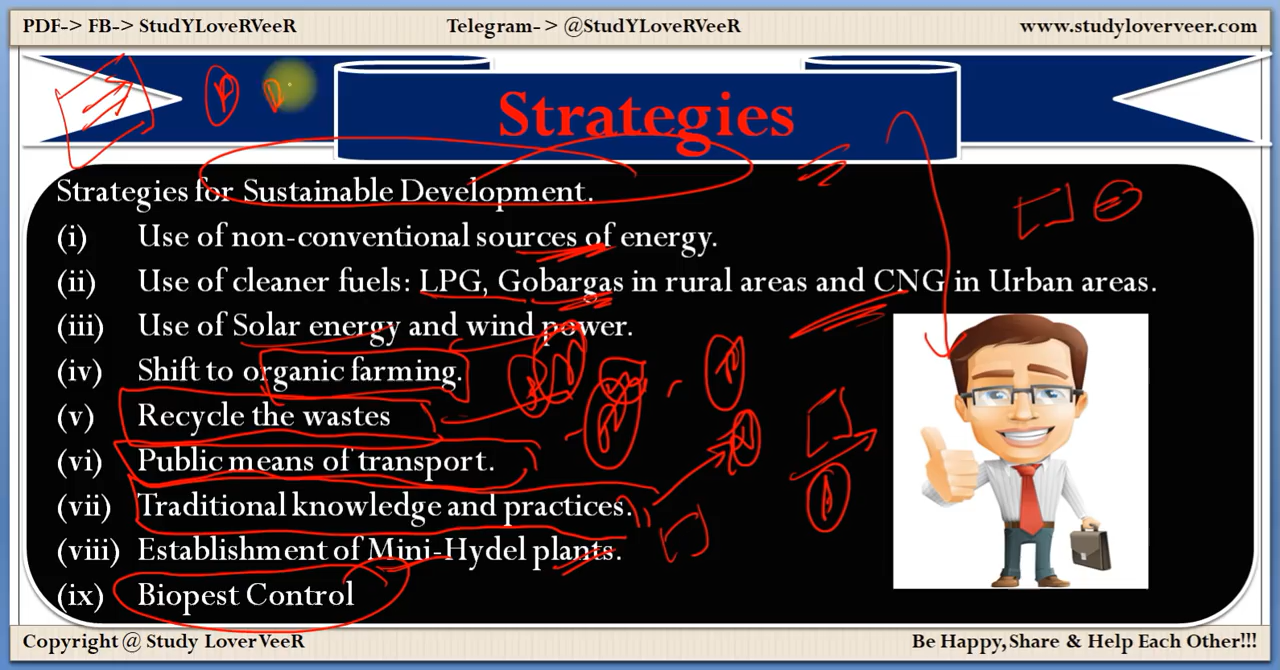 PDF-> FB-> StudYLoveRVeeR Telegram-> @StudYLoveRVeeR www.studyloverveer.com
Strategies
Strategies for Sustainable Development.
(i) Use of non-conventional sources of energy.
(ii) Use of cleaner fuels: LPG, Gobargas in rural areas and CNG in Urban areas.
(iii) Use of Solar energy and wind power.
(iv) Shift to organic farming.
(v) Recycle the wastes
(vi) Public means of transport.
(vii) Traditional knowledge and practices.
(viii) Establishment of Mini-Hydel plants.
(ix) Biopest Control
Copyright @ Study LoverVeeR Be Happy, Share & Help Each Other!!!